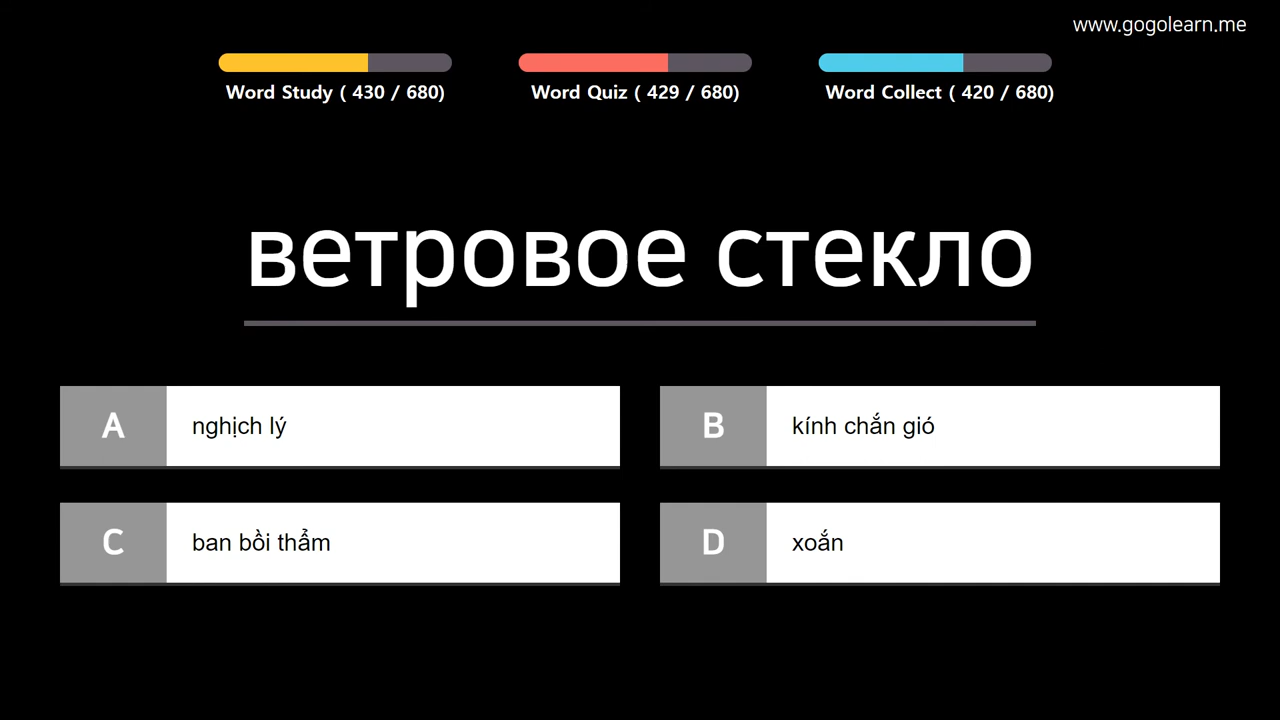 www.gogolearn.me
Word Study ( 430 / 680)
Word Quiz ( 429 / 680)
Word Collect ( 420 / 680)
ветровое стекло
A nghịch lý
B kính chắn gió
C ban bồi thẩm
D xoắn